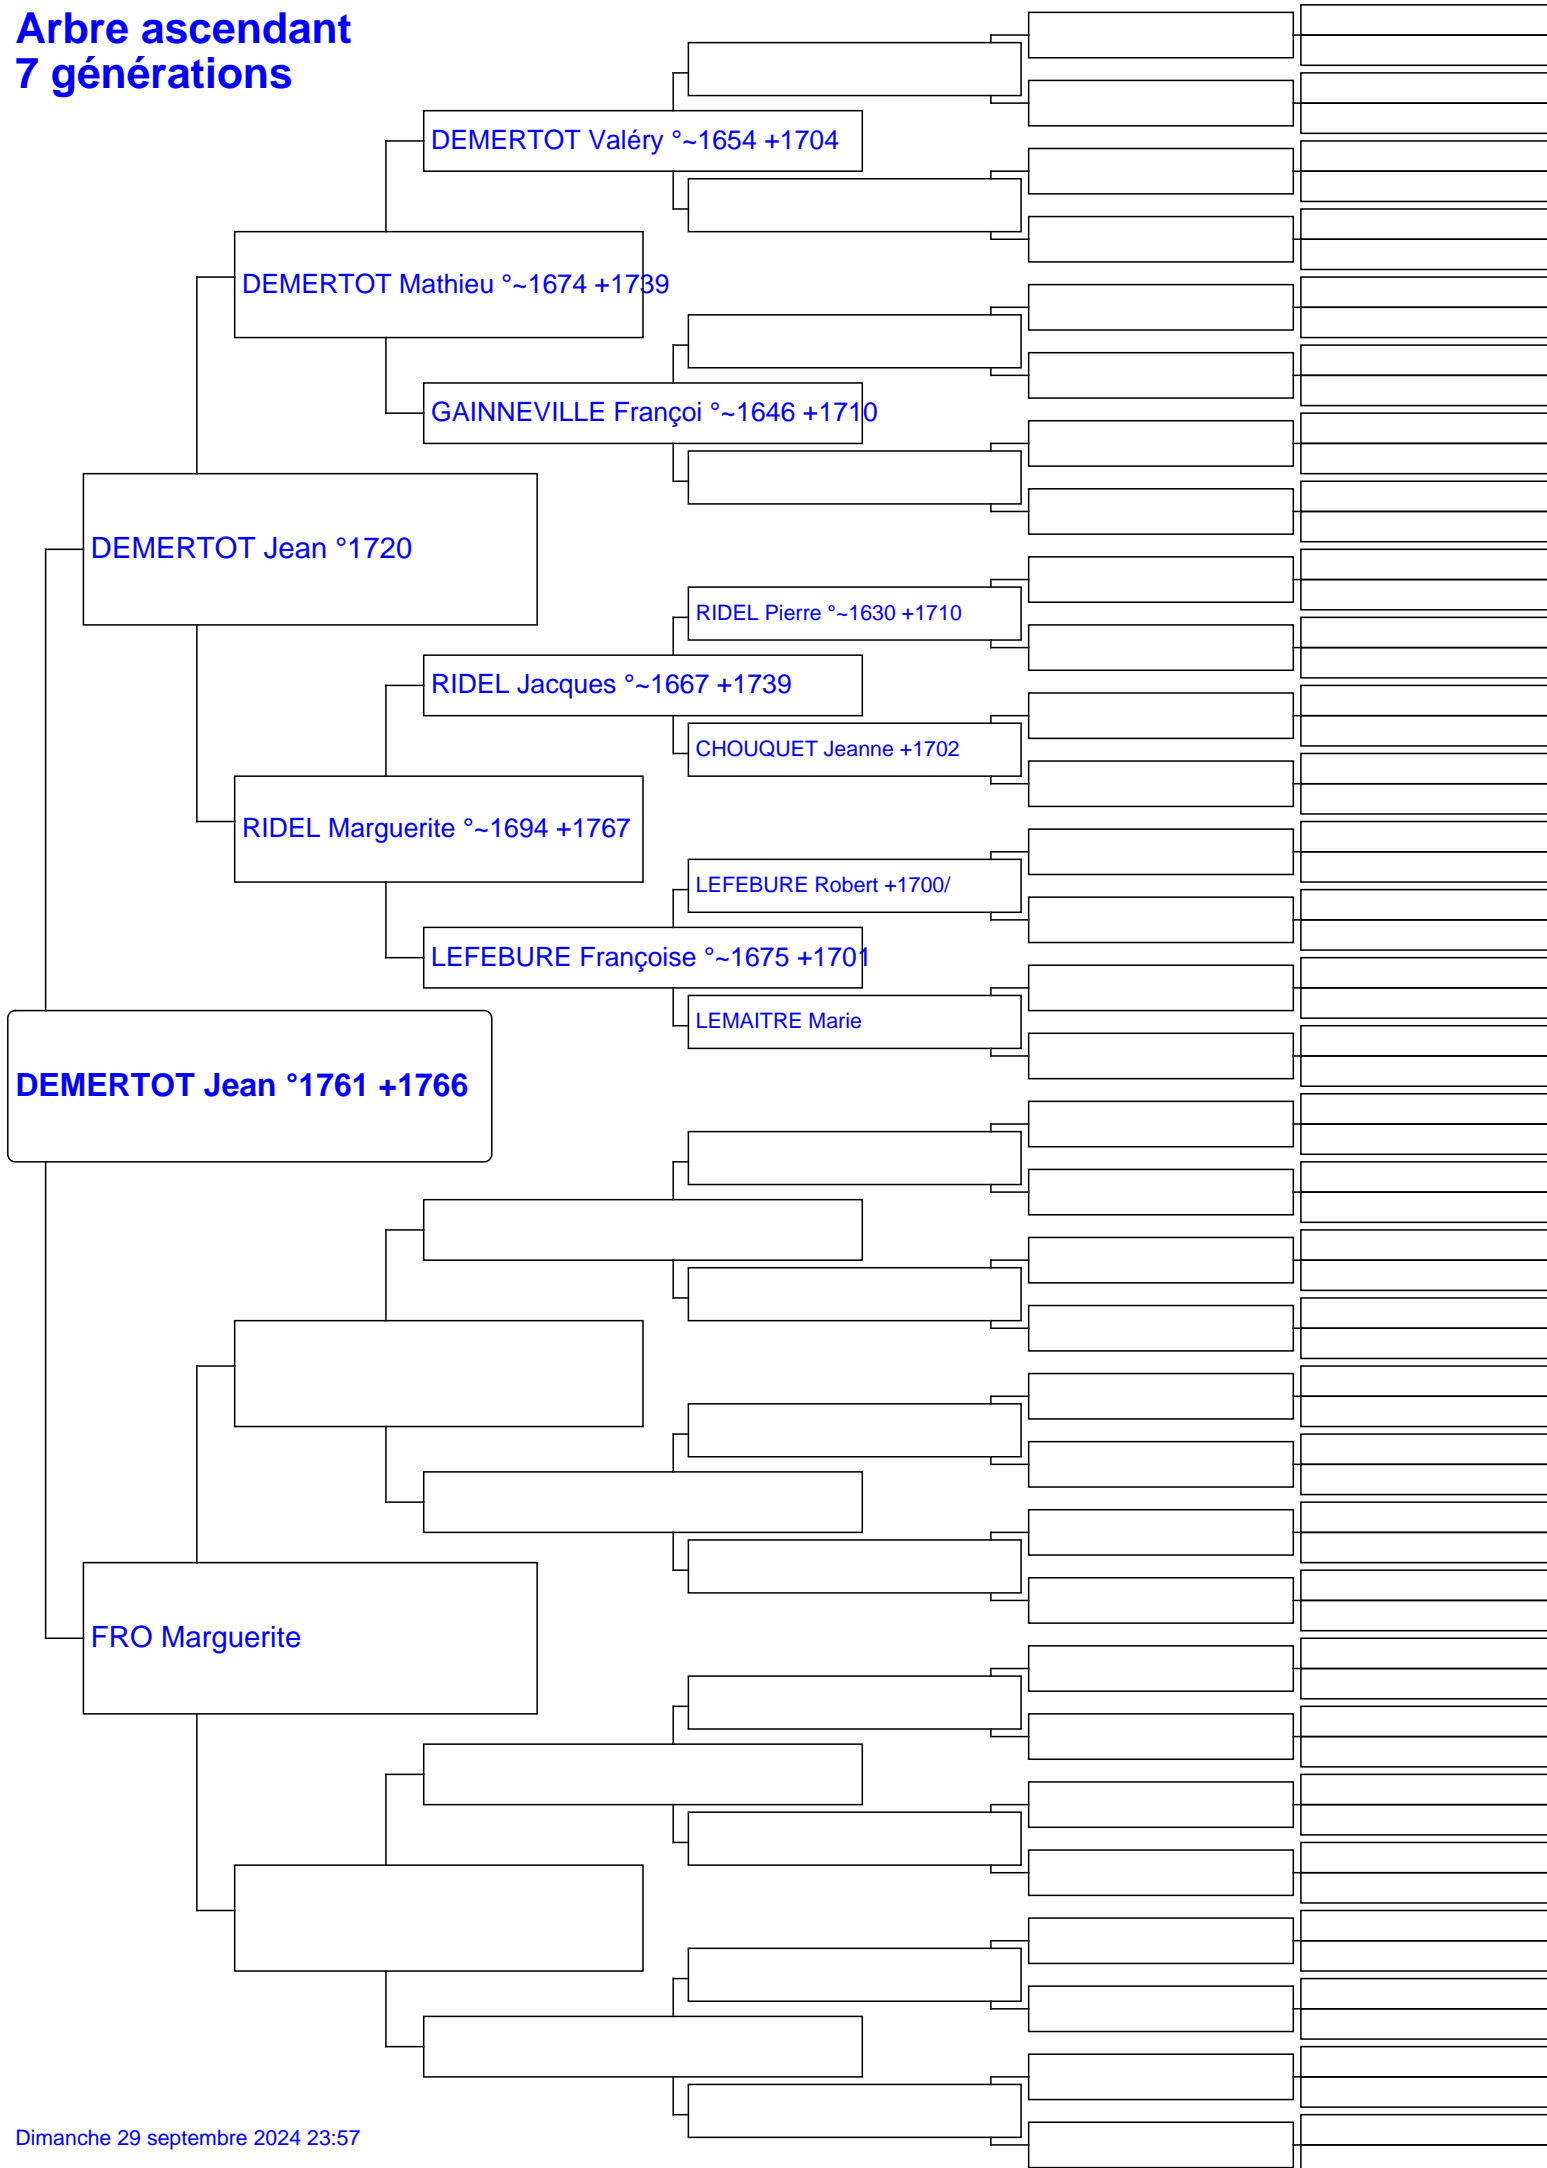 Arbre ascendant
7 générations
DEMERTOT Valéry °~1654 +1704
DEMERTOT Mathieu °~1674 +1739
GAINNEVILLE Françoi °~1646 +1710
DEMERTOT Jean °1720
RIDEL Pierre °~1630 +1710
RIDEL Jacques °~1667 +1739
CHOUQUET Jeanne +1702
RIDEL Marguerite °~1694 +1767
LEFEBURE Robert +1700/
LEFEBURE Françoise °~1675 +1701
LEMAITRE Marie
DEMERTOT Jean °1761 +1766
FRO Marguerite
Dimanche 29 septembre 2024 23:57